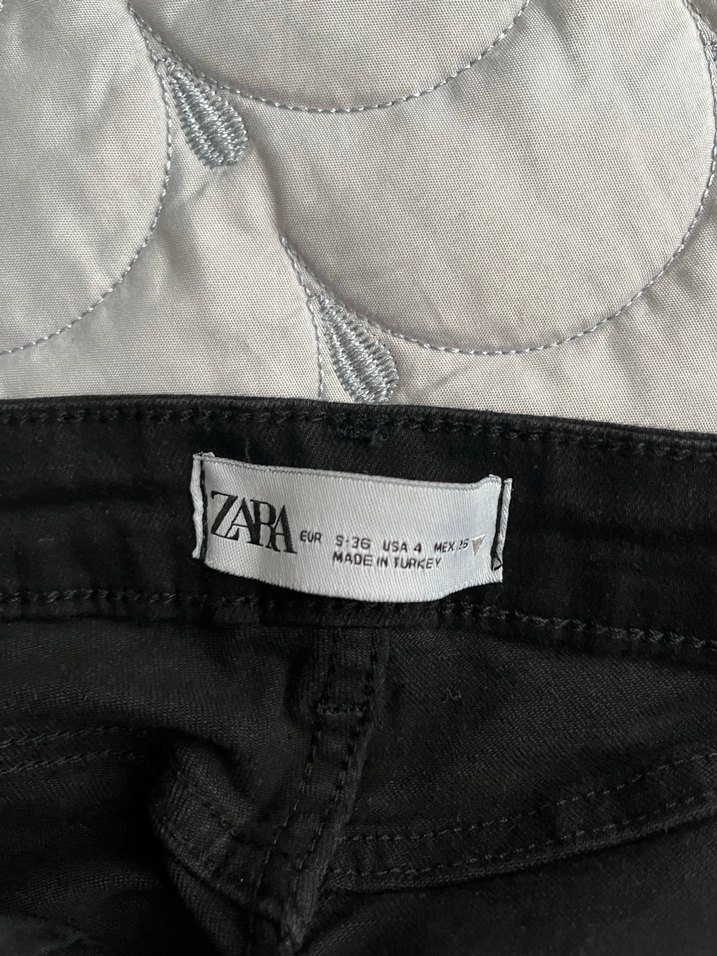 ZARA
EUR S-36 USA 4 MEX 26
MADE IN TURKEY